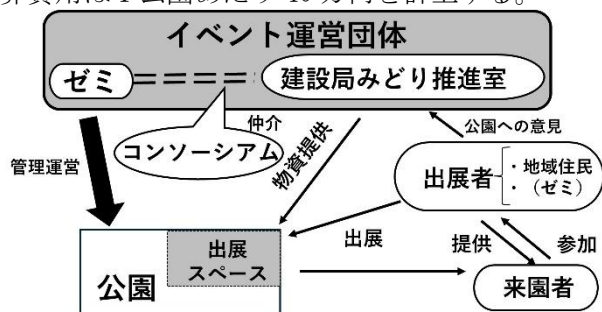 イベント運営団体
ゼミ
建設局みどり推進室
仲介
コンソーシアム
管理運営
物資提供
公園への意見
出展者
・地域住民
・（ゼミ）
出展
スペース
公園
出展
提供
参加
来園者